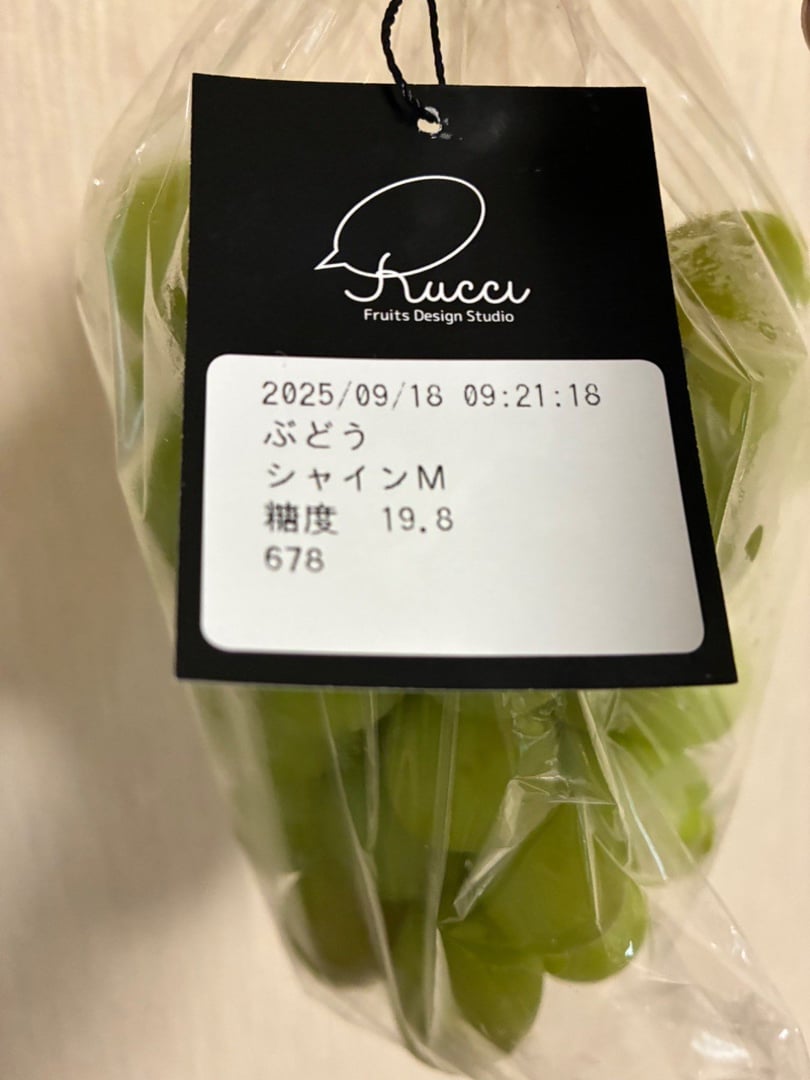 Rucci
Fruits Design Studio
2025/09/18 09:21:18
ぶどう
シャインM
糖度 19.8
678